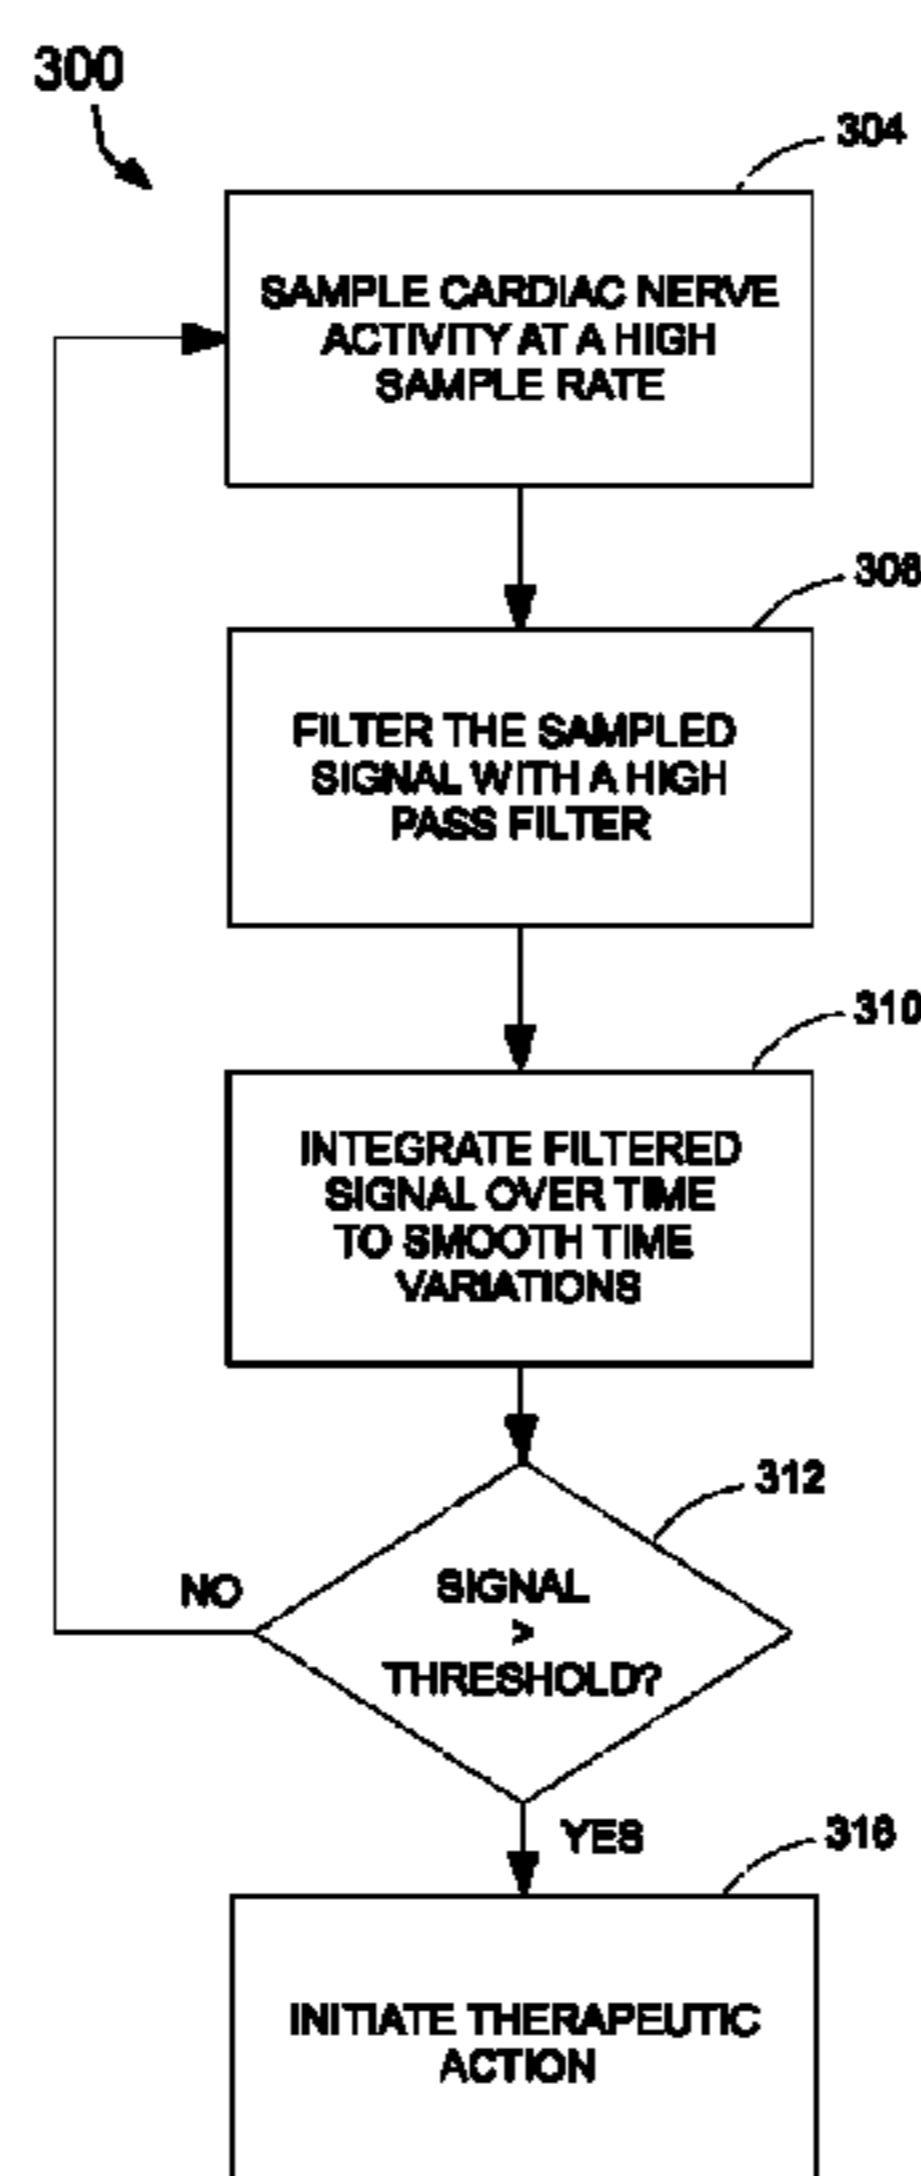 300
304
SAMPLE CARDIAC NERVE
ACTIVITY AT A HIGH
SAMPLE RATE
308
FILTER THE SAMPLED
SIGNAL WITH A HIGH
PASS FILTER
310
INTEGRATE FILTERED
SIGNAL OVER TIME
TO SMOOTH TIME
VARIATIONS
312
SIGNAL
>
THRESHOLD?
NO
YES
316
INITIATE THERAPEUTIC
ACTION